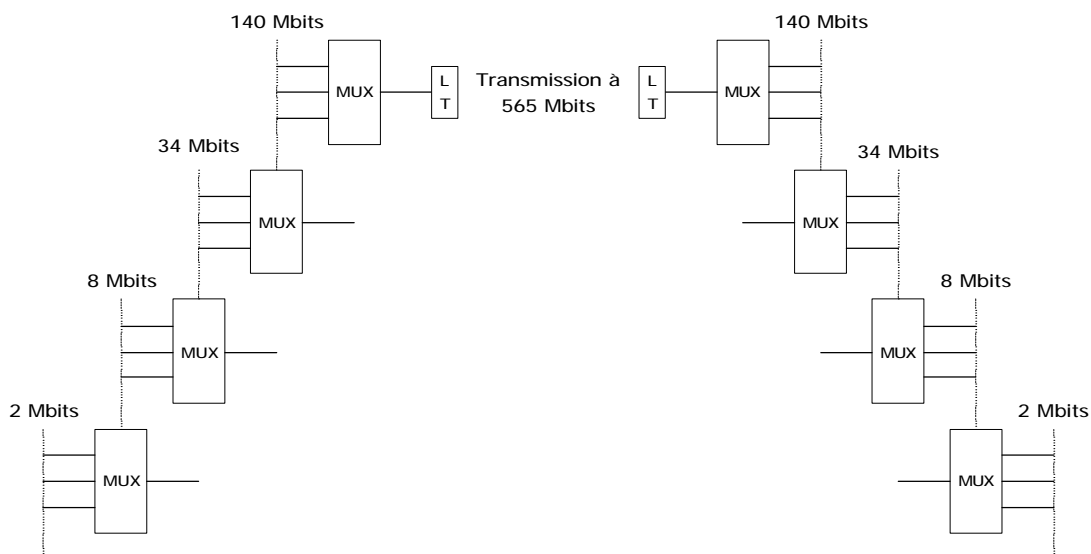 140 Mbits
140 Mbits
MUX
L
T
Transmission à
565 Mbits
L
T
MUX
34 Mbits
34 Mbits
MUX
MUX
8 Mbits
8 Mbits
MUX
MUX
2 Mbits
2 Mbits
MUX
MUX